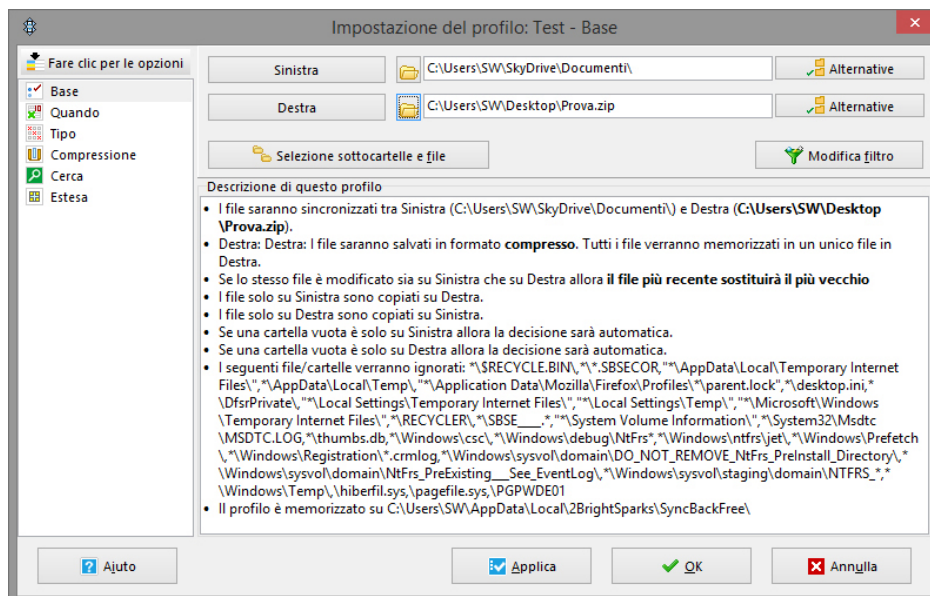 Impostazione del profilo: Test - Base
Fare clic per le opzioni
Base
Quando
Tipo
Compressione
Cerca
Estesa
Sinistra
C:\Users\SW\SkyDrive\Documenti\
Alternative
Destra
C:\Users\SW\Desktop\Prova.zip
Alternative
Selezione sottocartelle e file
Modifica filtro
Descrizione di questo profilo
• I file saranno sincronizzati tra Sinistra (C:\Users\SW\SkyDrive\Documenti\) e Destra (C:\Users\SW\Desktop
\Prova.zip).
• Destra: Destra: I file saranno salvati in formato compresso. Tutti i file verranno memorizzati in un unico file in
Destra.
• Se lo stesso file è modificato sia su Sinistra che su Destra allora il file più recente sostituirà il più vecchio
• I file solo su Sinistra sono copiati su Destra.
• I file solo su Destra sono copiati su Sinistra.
• Se una cartella vuota è solo su Sinistra allora la decisione sarà automatica.
• Se una cartella vuota è solo su Destra allora la decisione sarà automatica.
• I seguenti file/cartelle verranno ignorati: *\$RECYCLE.BIN\,*\*.SBSECOR,"*\AppData\Local\Temporary Internet
Files\",*\AppData\Local\Temp\,"*\Application Data\Mozilla\Firefox\Profiles\*\parent.lock",*\desktop.ini,*
\DfsrPrivate\,"*\Local Settings\Temporary Internet Files\","*\Local Settings\Temp\","*\Microsoft\Windows
\Temporary Internet Files\",*\RECYCLER\,*\SBSE___.*,"*\System Volume Information\",*\System32\Msdtc
\MSDTC.LOG,*\thumbs.db,*\Windows\csc\,*\Windows\debug\NtFrs*,*\Windows\ntfrs\jet\,*\Windows\Prefetch
\,*\Windows\Registration\*.crmlog,*\Windows\sysvol\domain\DO_NOT_REMOVE_NtFrs_PreInstall_Directory\,*
\Windows\sysvol\domain\NtFrs_PreExisting___See_EventLog\,*\Windows\sysvol\staging\domain\NTFRS_*,*
\Windows\Temp\,\hiberfil.sys,\pagefile.sys,\PGPWDE01
• Il profilo è memorizzato su C:\Users\SW\AppData\Local\2BrightSparks\SyncBackFree\
Aiuto
Applica
OK
Annulla